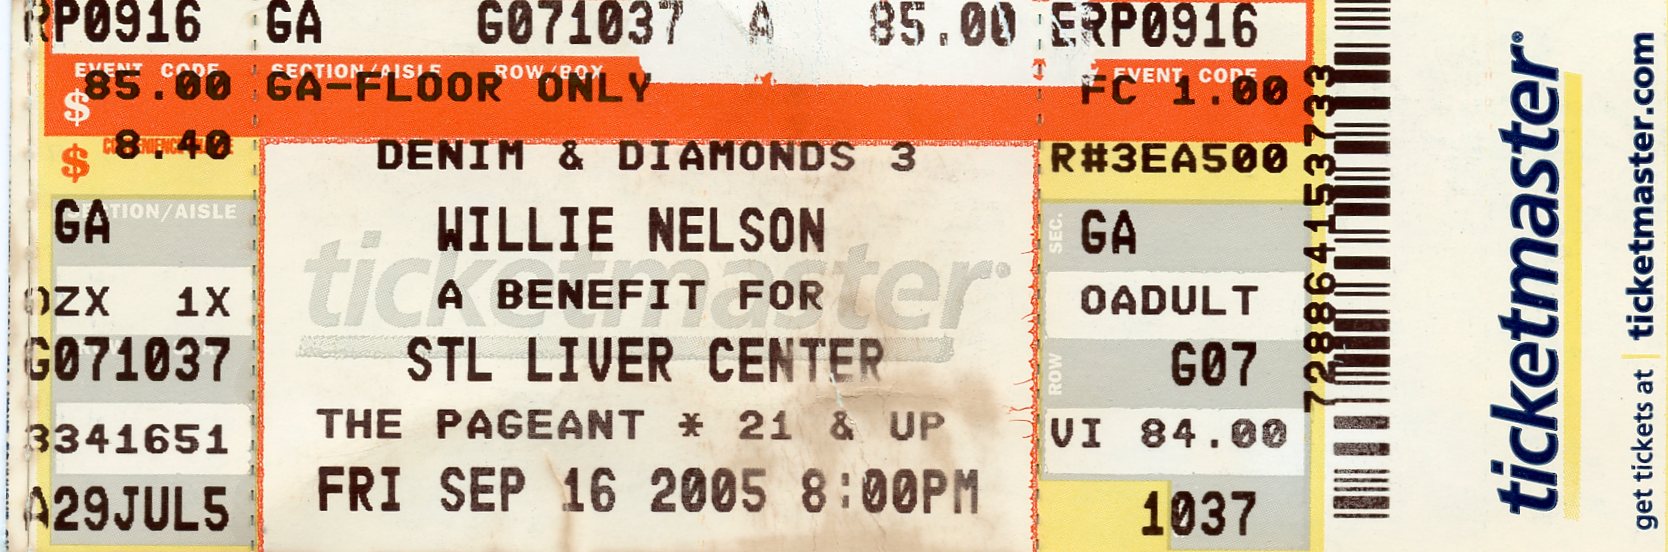 RP0916 GA G071037 A 85.00 ERP0916
EVENT CODE SECTION/AISLE ROW/BOX EVENT CODE
$ 85.00 GA-FLOOR ONLY FC 1.00
$ 8.40 DENIM & DIAMONDS 3 R#3EA500
SECTION/AISLE
GA WILLIE NELSON SEC. GA
ticketmaster
ZX 1X A BENEFIT FOR 0ADULT
G071037 STL LIVER CENTER ROW G07
3341651 THE PAGEANT * 21 & UP VI 84.00
A29JUL5 FRI SEP 16 2005 8:00PM 1037
728864153733
ticketmaster
get tickets at ticketmaster.com